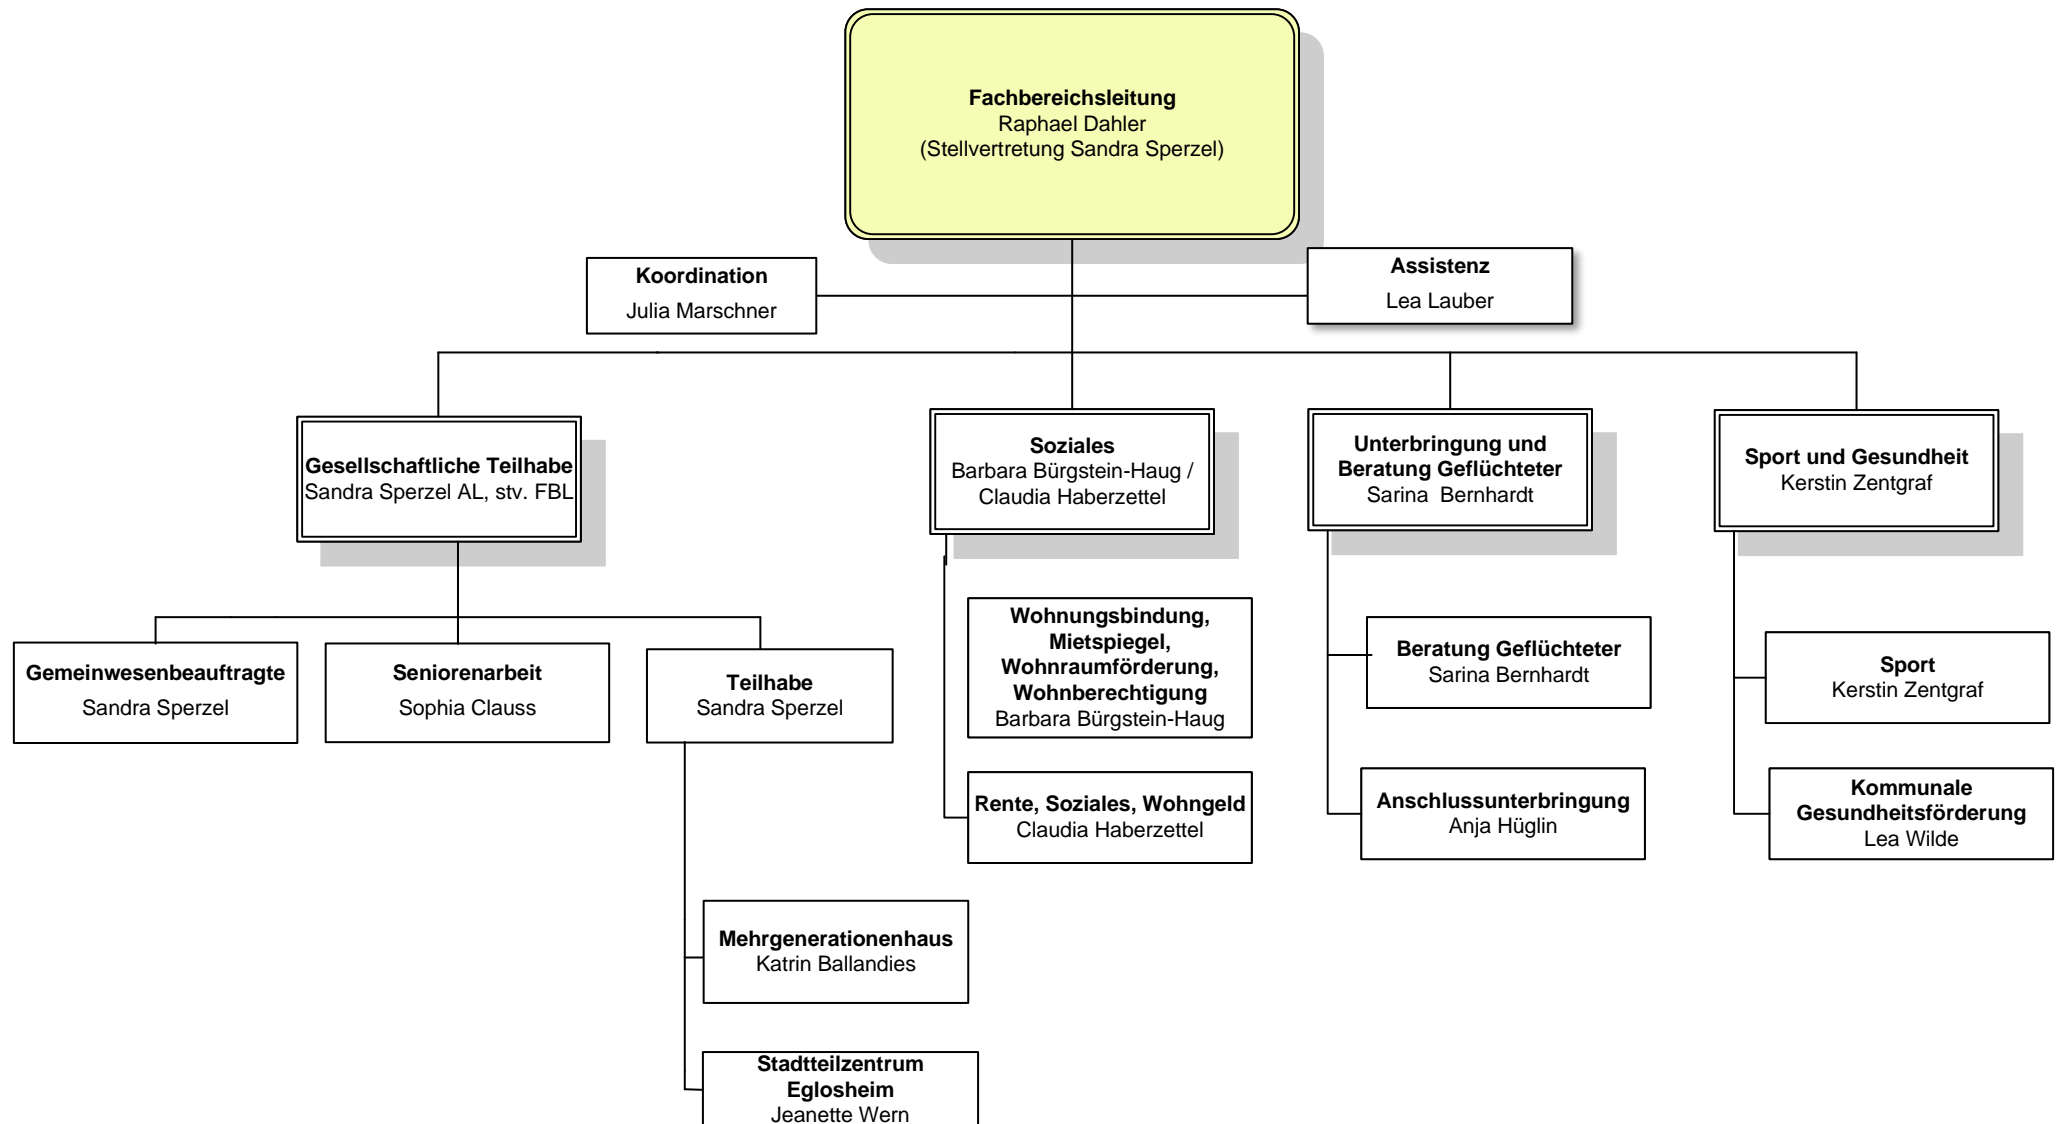 Fachbereichsleitung
Raphael Dahler
(Stellvertretung Sandra Sperzel)
Koordination
Julia Marschner
Assistenz
Lea Lauber
Gesellschaftliche Teilhabe
Sandra Sperzel AL, stv. FBL
Soziales
Barbara Bürgstein-Haug /
Claudia Haberzettel
Unterbringung und
Beratung Geflüchteter
Sarina Bernhardt
Sport und Gesundheit
Kerstin Zentgraf
Gemeinwesenbeauftragte
Sandra Sperzel
Seniorenarbeit
Sophia Clauss
Teilhabe
Sandra Sperzel
Wohnungsbindung,
Mietspiegel,
Wohnraumförderung,
Wohnberechtigung
Barbara Bürgstein-Haug
Beratung Geflüchteter
Sarina Bernhardt
Sport
Kerstin Zentgraf
Rente, Soziales, Wohngeld
Claudia Haberzettel
Anschlussunterbringung
Anja Hüglin
Kommunale
Gesundheitsförderung
Lea Wilde
Mehrgenerationenhaus
Katrin Ballandies
Stadtteilzentrum
Eglosheim
Jeanette Wern